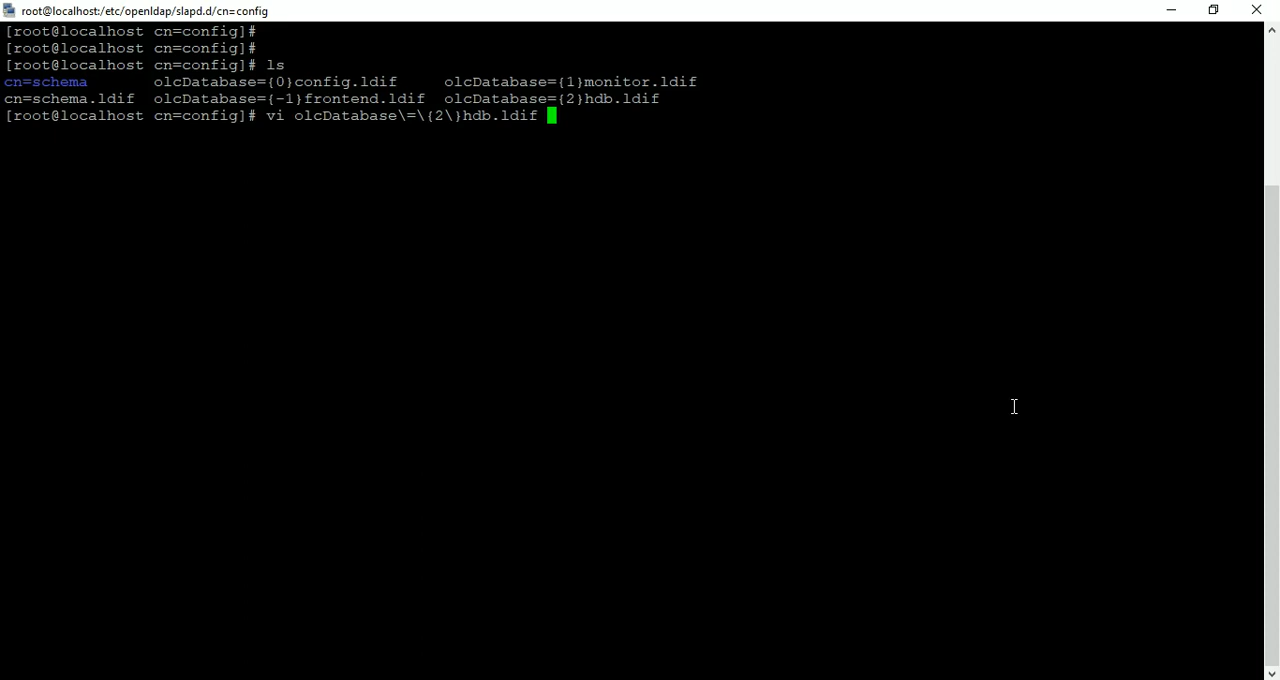 root@localhost:/etc/openldap/slapd.d/cn=config
[root@localhost cn=config]#
[root@localhost cn=config]#
[root@localhost cn=config]# ls
cn=schema       olcDatabase={0}config.ldif     olcDatabase={1}monitor.ldif
cn=schema.ldif  olcDatabase={-1}frontend.ldif  olcDatabase={2}hdb.ldif
[root@localhost cn=config]# vi olcDatabase\=\{2\}hdb.ldif